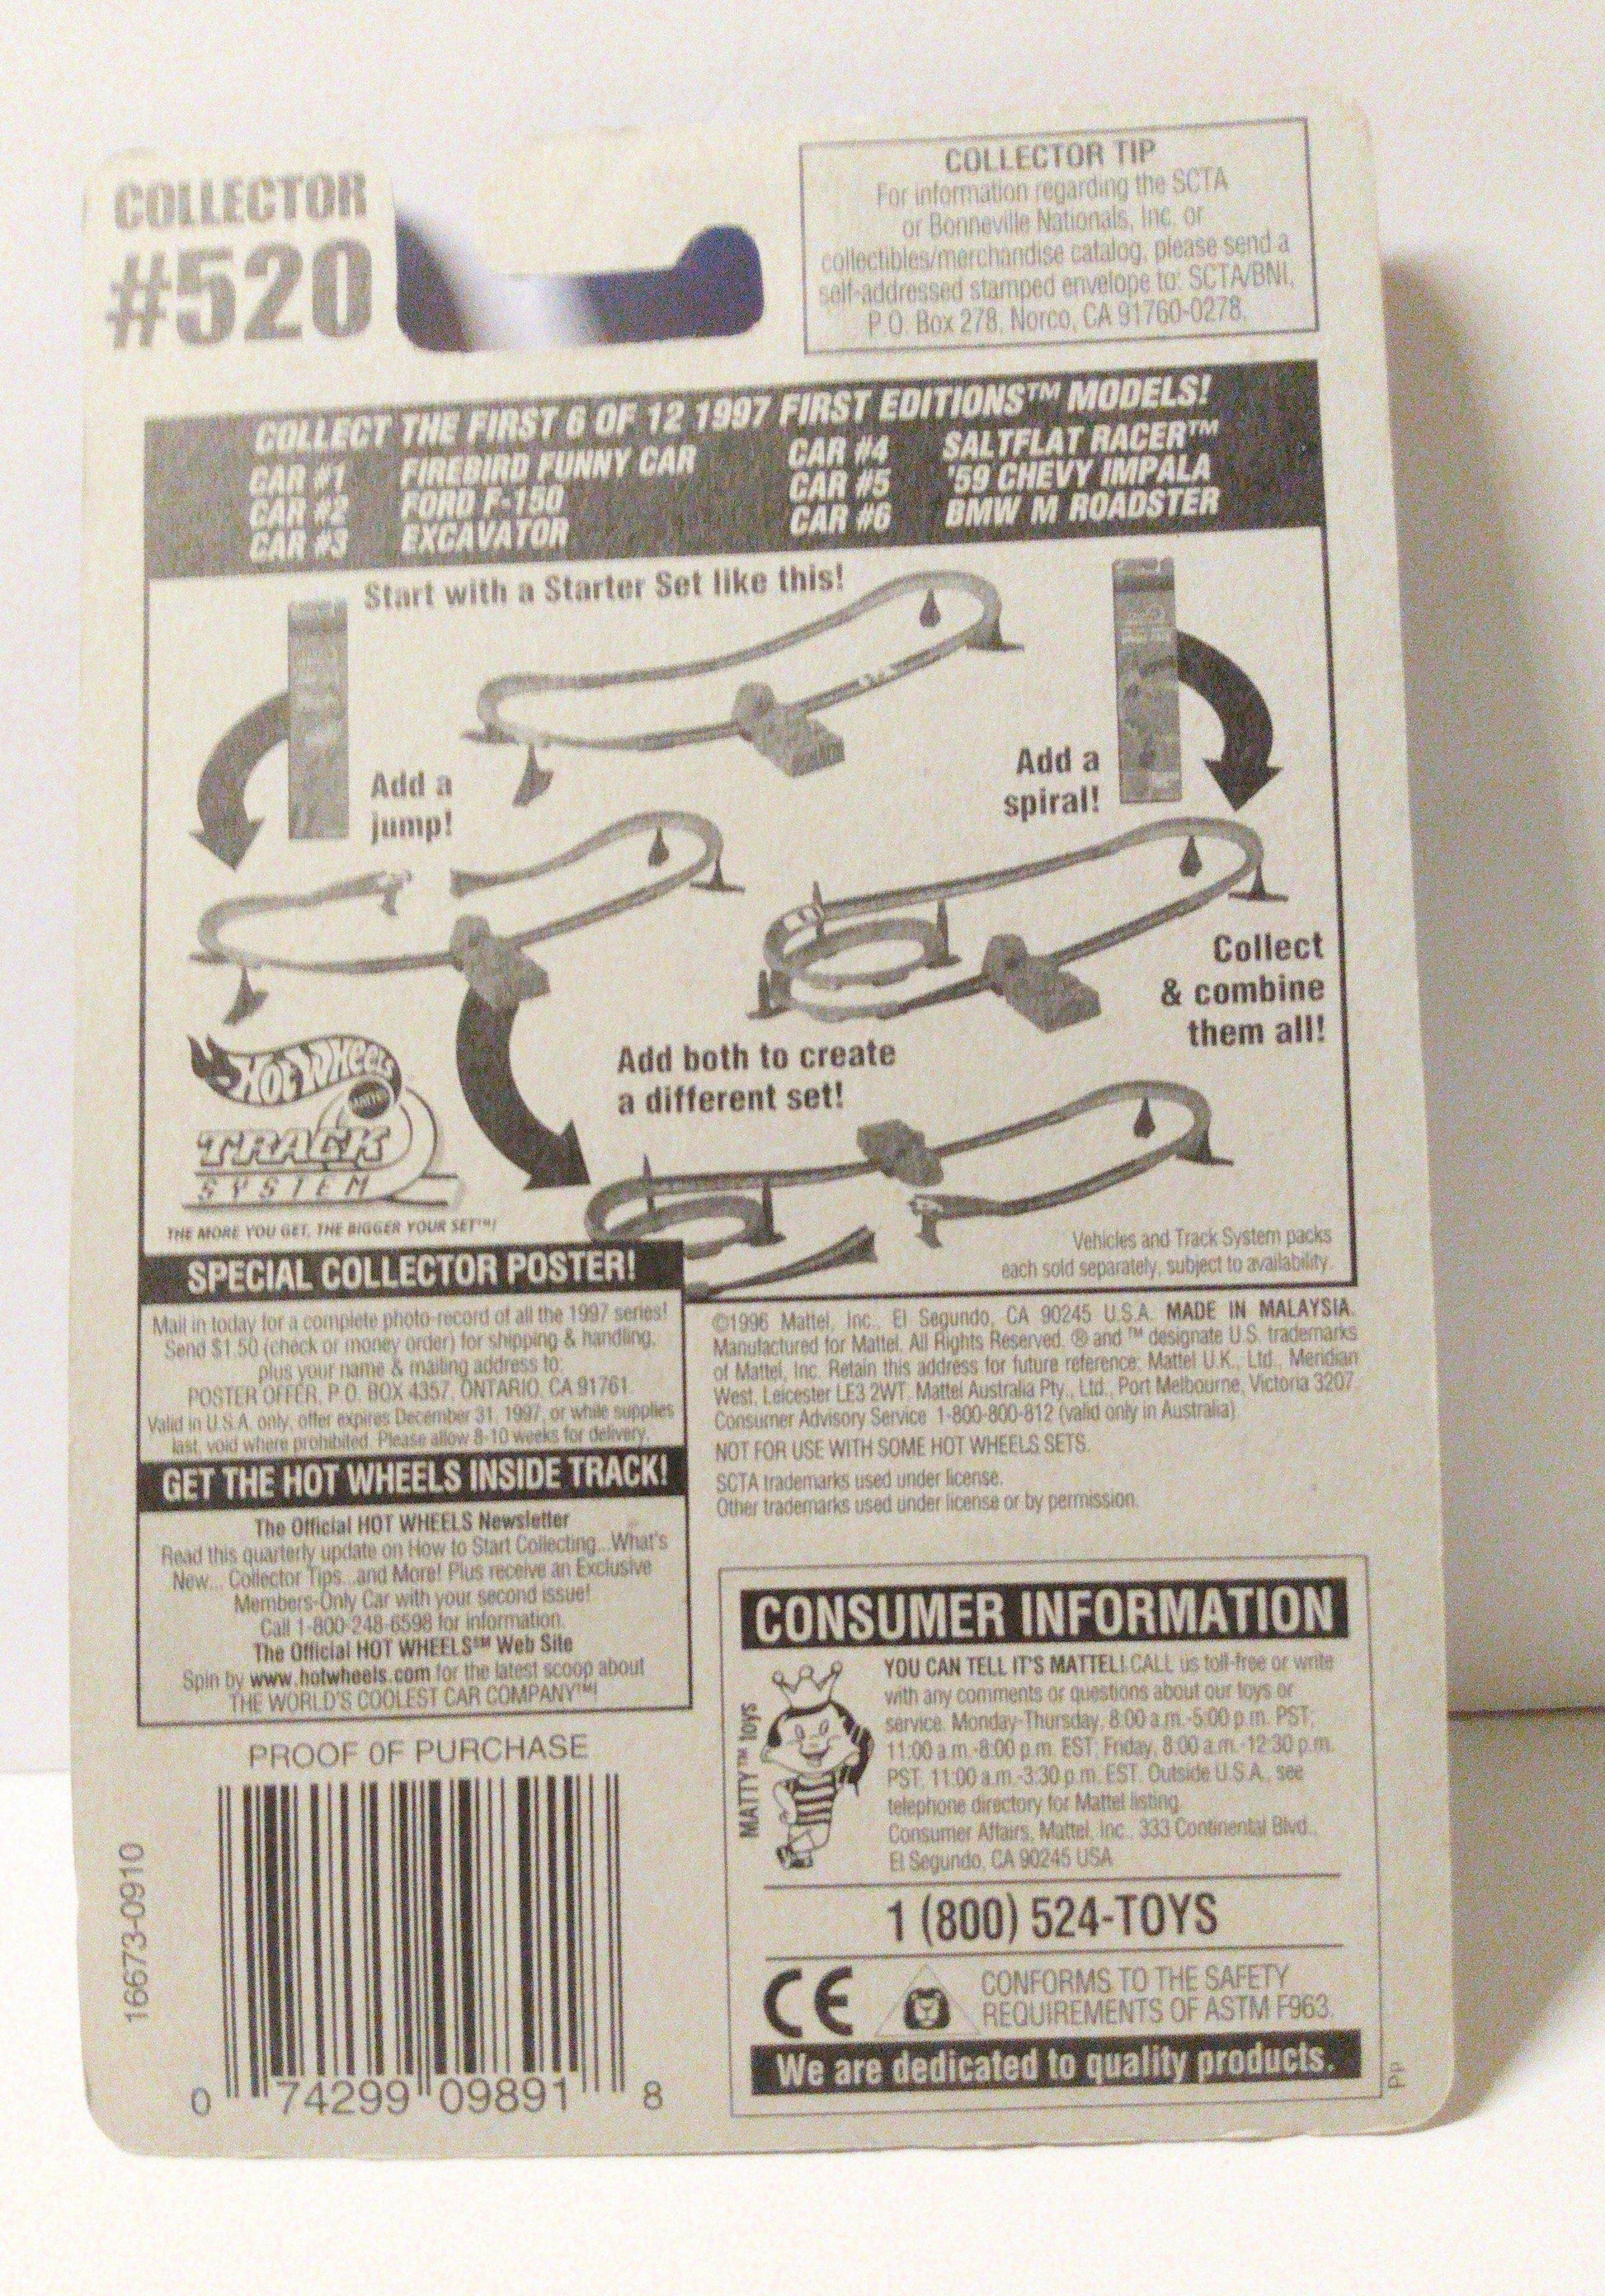 COLLECTOR
#520
COLLECTOR TIP
For information regarding the SCTA
or Bonneville Nationals, Inc. or
collectibles/merchandise catalog, please send a
self-addressed stamped envelope to: SCTA/BNI,
P.O. Box 278, Norco, CA 91760-0278.
COLLECT THE FIRST 6 OF 12 1997 FIRST EDITIONS™ MODELS!
CAR #1 FIREBIRD FUNNY CAR
CAR #2 FORD F-150
CAR #3 EXCAVATOR
CAR #4 SALTFLAT RACER™
CAR #5 '59 CHEVY IMPALA
CAR #6 BMW M ROADSTER
Start with a Starter Set like this!
Add a
jump!
Add a
spiral!
Collect
& combine
them all!
Add both to create
a different set!
HOT WHEELS
MATTEL
TRACK
SYSTEM
THE MORE YOU GET, THE BIGGER YOUR SET™!
Vehicles and Track System packs
each sold separately, subject to availability.
SPECIAL COLLECTOR POSTER!
Mail in today for a complete photo record of all the 1997 series!
Send $1.50 (check or money order) for shipping & handling,
plus your name & mailing address to:
POSTER OFFER, P.O. BOX 4357, ONTARIO, CA 91761.
Valid in U.S.A. only, offer expires December 31, 1997, or while supplies
last, void where prohibited. Please allow 8-10 weeks for delivery.
GET THE HOT WHEELS INSIDE TRACK!
The Official HOT WHEELS Newsletter
Read this quarterly update on How to Start Collecting...What's
New... Collector Tips...and More! Plus receive an Exclusive
Members-Only Car with your second issue!
Call 1-800-248-6598 for information.
The Official HOT WHEELS℠ Web Site
Spin by www.hotwheels.com for the latest scoop about
THE WORLD'S COOLEST CAR COMPANY™!
©1996 Mattel, Inc., El Segundo, CA 90245 U.S.A. MADE IN MALAYSIA.
Manufactured for Mattel. All Rights Reserved. ® and ™ designate U.S. trademarks
of Mattel, Inc. Retain this address for future reference: Mattel U.K., Ltd., Meridian
West, Leicester LE3 2WT. Mattel Australia Pty., Ltd., Port Melbourne, Victoria 3207.
Consumer Advisory Service 1-800-800-812 (valid only in Australia).
NOT FOR USE WITH SOME HOT WHEELS SETS.
SCTA trademarks used under license.
Other trademarks used under license or by permission.
PROOF OF PURCHASE
16673-0910
0 74299 09891 8
CONSUMER INFORMATION
MATTY™ toys
YOU CAN TELL IT'S MATTEL! CALL us toll-free or write
with any comments or questions about our toys or
service. Monday-Thursday, 8:00 a.m.-5:00 p.m. PST;
11:00 a.m.-8:00 p.m. EST; Friday, 8:00 a.m.-12:30 p.m.
PST, 11:00 a.m.-3:30 p.m. EST. Outside U.S.A., see
telephone directory for Mattel listing.
Consumer Affairs, Mattel, Inc., 333 Continental Blvd.,
El Segundo, CA 90245 USA
1 (800) 524-TOYS
CE
CONFORMS TO THE SAFETY
REQUIREMENTS OF ASTM F963.
We are dedicated to quality products.
PP